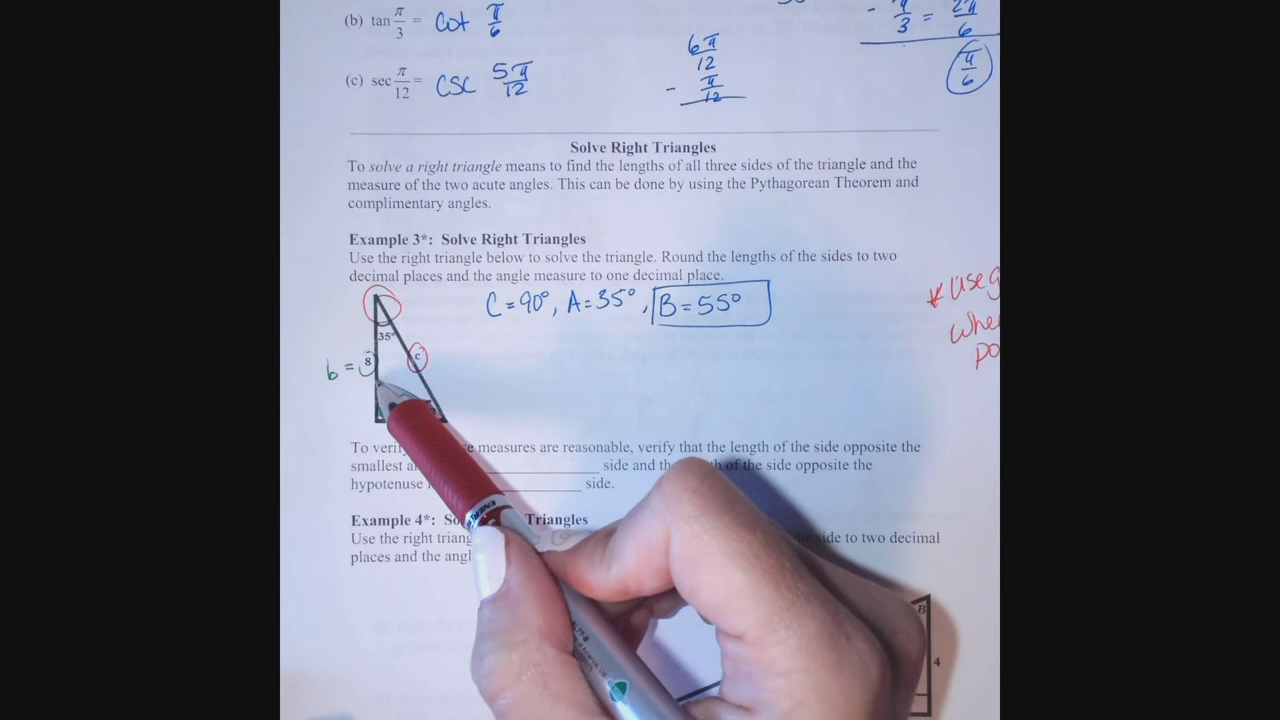 (b) tan π/3 = cot π/6
- π/3 = 2π/6
π/6
6π/12
- π/12
(c) sec π/12 = csc 5π/12
Solve Right Triangles
To solve a right triangle means to find the lengths of all three sides of the triangle and the
measure of the two acute angles. This can be done by using the Pythagorean Theorem and
complimentary angles.
Example 3*: Solve Right Triangles
Use the right triangle below to solve the triangle. Round the lengths of the sides to two
decimal places and the angle measure to one decimal place.
C = 90°, A = 35°, B = 55°
35°
b = 8
c
To measures are reasonable, verify that the length of the side opposite the
smallest side and of the side opposite the
hypotenuse side.
Example 4*: Triangles
Use the right side to two decimal
places and the
B
4